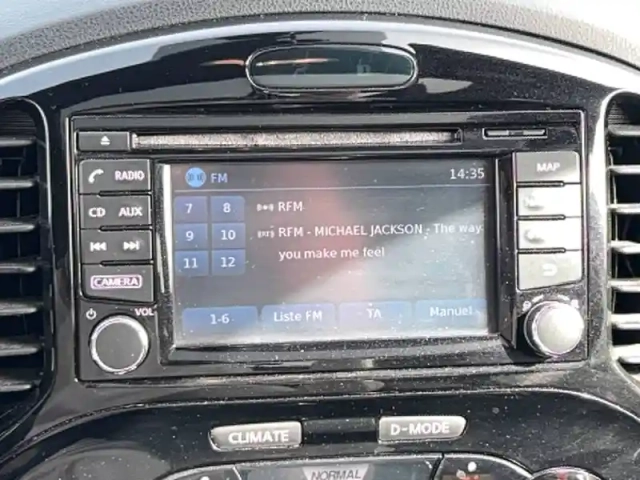 RADIO
MAP
FM
14:35
CD AUX
7 8
RFM
9 10
RFM - MICHAEL JACKSON - The way
you make me feel
11 12
CAMERA
VOL
1-6
Liste FM
TA
Manuel
CLIMATE
D-MODE
NORMAL